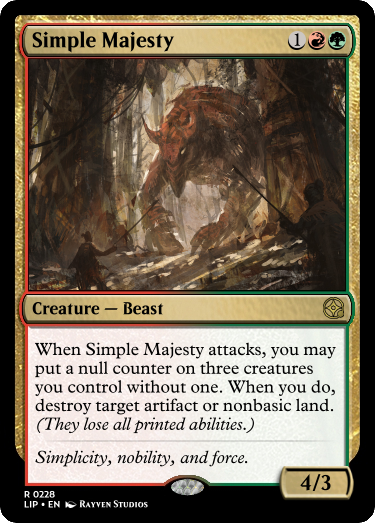 Simple Majesty 1
Creature — Beast
When Simple Majesty attacks, you may
put a null counter on three creatures
you control without one. When you do,
destroy target artifact or nonbasic land.
(They lose all printed abilities.)
Simplicity, nobility, and force.
4/3
R 0228
LIP • EN Rayven Studios